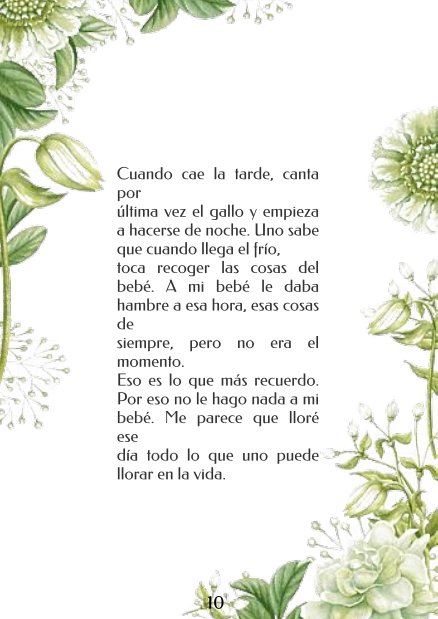 Cuando cae la tarde, canta
por
última vez el gallo y empieza
a hacerse de noche. Uno sabe
que cuando llega el frío,
toca recoger las cosas del
bebé. A mi bebé le daba
hambre a esa hora, esas cosas
de
siempre, pero no era el
momento.
Eso es lo que más recuerdo.
Por eso no le hago nada a mi
bebé. Me parece que lloré
ese
día todo lo que uno puede
llorar en la vida.
10